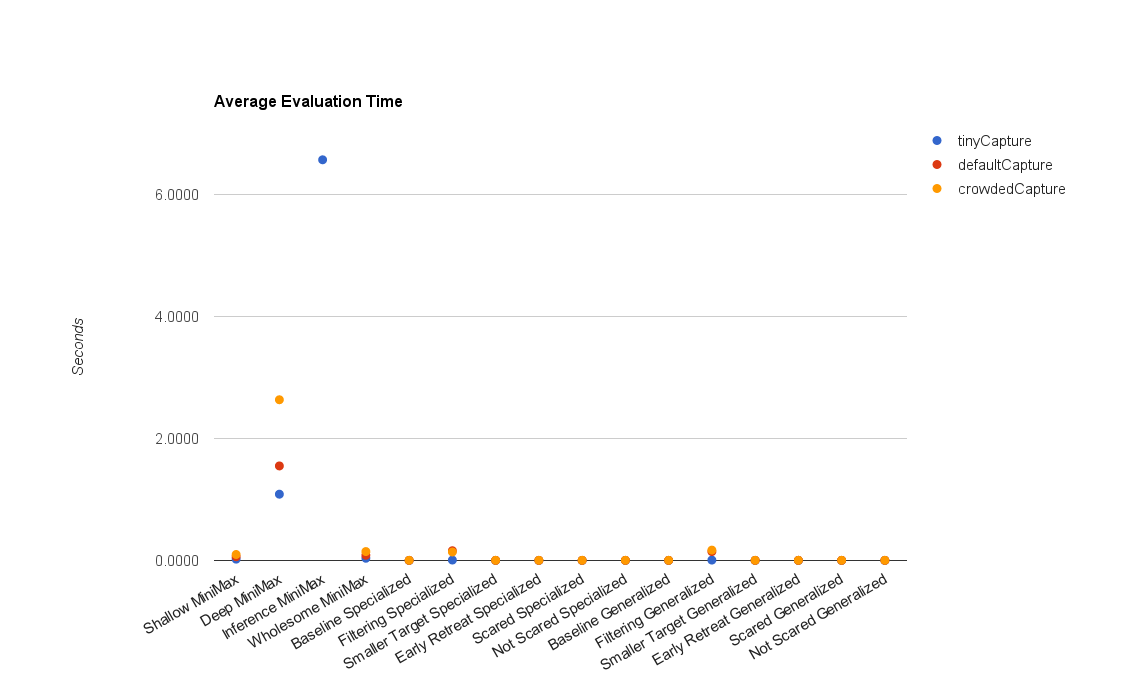 Average Evaluation Time
tinyCapture
defaultCapture
crowdedCapture
Seconds
6.0000
4.0000
2.0000
0.0000
Shallow MiniMax
Deep MiniMax
Inference MiniMax
Wholesome MiniMax
Baseline Specialized
Filtering Specialized
Smaller Target Specialized
Early Retreat Specialized
Scared Specialized
Not Scared Specialized
Baseline Generalized
Filtering Generalized
Smaller Target Generalized
Early Retreat Generalized
Scared Generalized
Not Scared Generalized